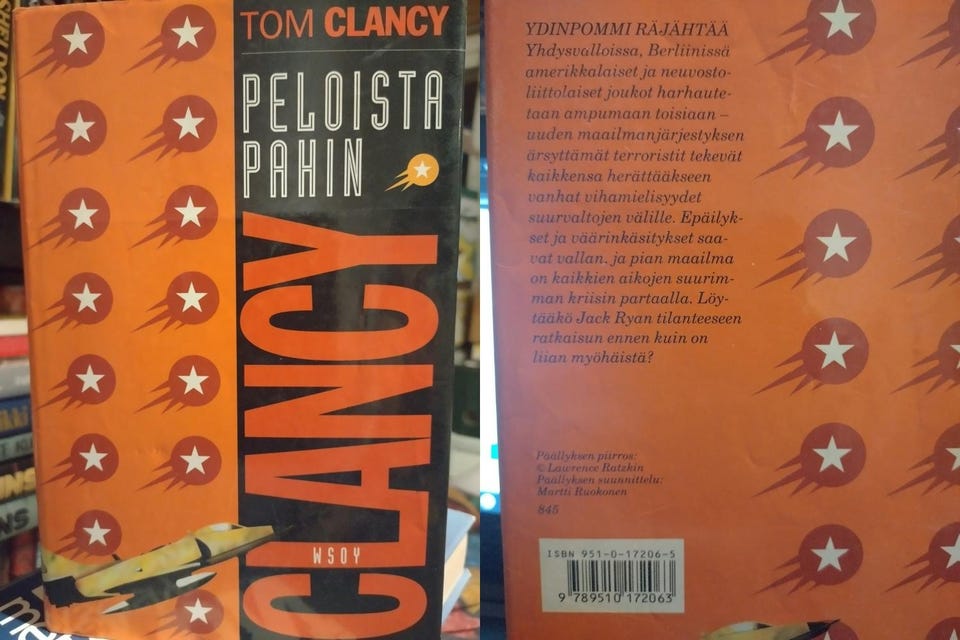 TOM CLANCY
PELOISTA
PAHIN
CLANCY
WSOY
YDINPOMMI RÄJÄHTÄÄ
Yhdysvalloissa, Berliinissä
amerikkalaiset ja neuvosto-
liittolaiset joukot harhaute-
taan ampumaan toisiaan –
uuden maailmanjärjestyksen
ärsyttämät terroristit tekevät
kaikkensa herättääkseen
vanhat vihamielisyydet
suurvaltojen välille. Epäilyk-
set ja väärinkäsitykset saa-
vat vallan, ja pian maailma
on kaikkien aikojen suurim-
man kriisin partaalla. Löy-
tääkö Jack Ryan tilanteeseen
ratkaisun ennen kuin on
liian myöhäistä?
Päällyksen piirros:
© Lawrence Ratzkin
Päällyksen suunnittelu:
Martti Ruokonen
845
ISBN 951-0-17206-5
9 789510 172063